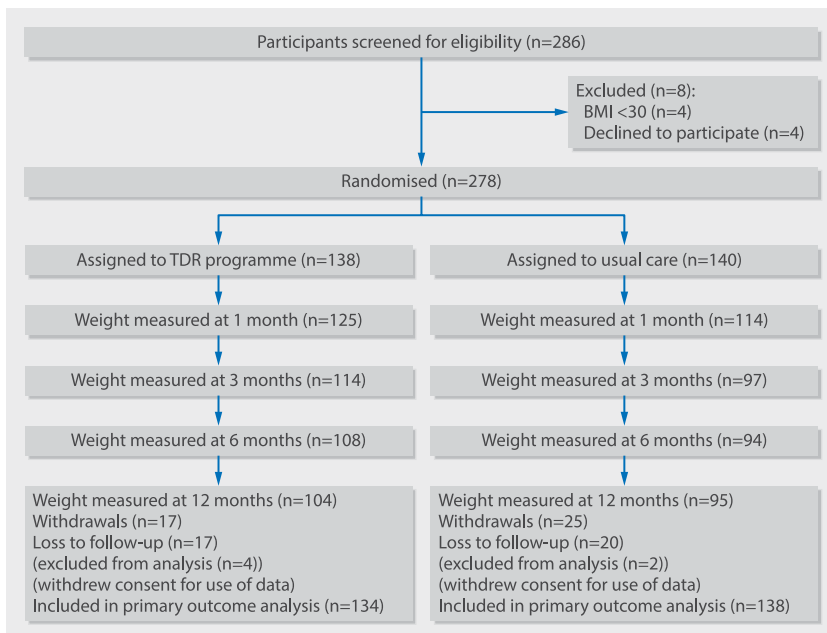 Participants screened for eligibility (n=286)
Excluded (n=8):
BMI <30 (n=4)
Declined to participate (n=4)
Randomised (n=278)
Assigned to TDR programme (n=138)
Assigned to usual care (n=140)
Weight measured at 1 month (n=125)
Weight measured at 1 month (n=114)
Weight measured at 3 months (n=114)
Weight measured at 3 months (n=97)
Weight measured at 6 months (n=108)
Weight measured at 6 months (n=94)
Weight measured at 12 months (n=104)
Withdrawals (n=17)
Loss to follow-up (n=17)
(excluded from analysis (n=4))
(withdrew consent for use of data)
Included in primary outcome analysis (n=134)
Weight measured at 12 months (n=95)
Withdrawals (n=25)
Loss to follow-up (n=20)
(excluded from analysis (n=2))
(withdrew consent for use of data)
Included in primary outcome analysis (n=138)